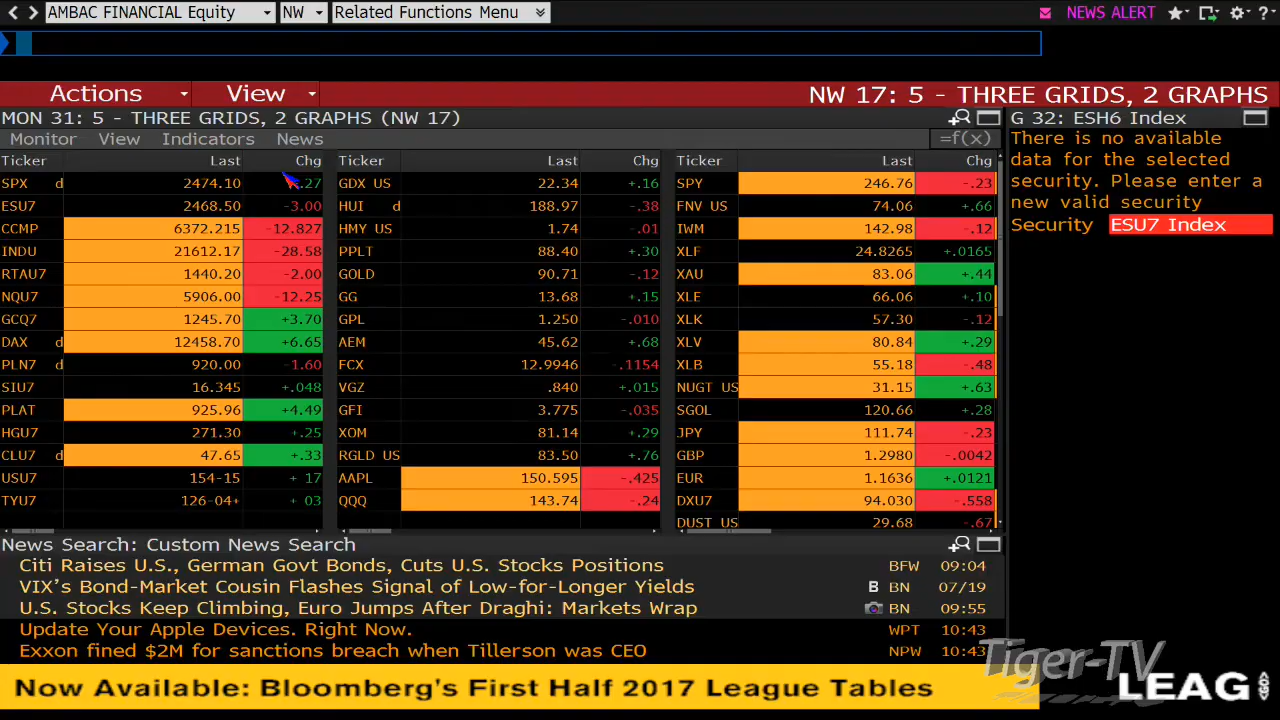 AMBAC FINANCIAL Equity NW Related Functions Menu NEWS ALERT ?
Actions View NW 17: 5 - THREE GRIDS, 2 GRAPHS
MON 31: 5 - THREE GRIDS, 2 GRAPHS (NW 17) G 32: ESH6 Index
Monitor View Indicators News =f(x)
There is no available
data for the selected
security. Please enter a
new valid security
Security ESU7 Index
Ticker Last Chg Ticker Last Chg Ticker Last Chg
SPX d 2474.10 .27 GDX US 22.34 +.16 SPY 246.76 -.23
ESU7 2468.50 -3.00 HUI d 188.97 -.38 FNV US 74.06 +.66
CCMP 6372.215 -12.827 HMY US 1.74 -.01 IWM 142.98 -.12
INDU 21612.17 -28.58 PPLT 88.40 +.30 XLF 24.8265 +.0165
RTAU7 1440.20 -2.00 GOLD 90.71 -.12 XAU 83.06 +.44
NQU7 5906.00 -12.25 GG 13.68 +.15 XLE 66.06 +.10
GCQ7 1245.70 +3.70 GPL 1.250 -.010 XLK 57.30 -.12
DAX d 12458.70 +6.65 AEM 45.62 +.68 XLV 80.84 +.29
PLN7 d 920.00 -1.60 FCX 12.9946 -.1154 XLB 55.18 -.48
SIU7 16.345 +.048 VGZ .840 +.015 NUGT US 31.15 +.63
PLAT 925.96 +4.49 GFI 3.775 -.035 SGOL 120.66 +.28
HGU7 271.30 +.25 XOM 81.14 +.29 JPY 111.74 -.23
CLU7 d 47.65 +.33 RGLD US 83.50 +.76 GBP 1.2980 -.0042
USU7 154-15 + 17 AAPL 150.595 -.425 EUR 1.1636 +.0121
TYU7 126-04+ + 03 QQQ 143.74 -.24 DXU7 94.030 -.558
DUST US 29.68 -.67
News Search: Custom News Search
Citi Raises U.S., German Govt Bonds, Cuts U.S. Stocks Positions BFW 09:04
VIX's Bond-Market Cousin Flashes Signal of Low-for-Longer Yields B BN 07/19
U.S. Stocks Keep Climbing, Euro Jumps After Draghi: Markets Wrap BN 09:55
Update Your Apple Devices. Right Now. WPT 10:43
Exxon fined $2M for sanctions breach when Tillerson was CEO NPW 10:43
Tiger-TV
Now Available: Bloomberg's First Half 2017 League Tables LEAG <GO>